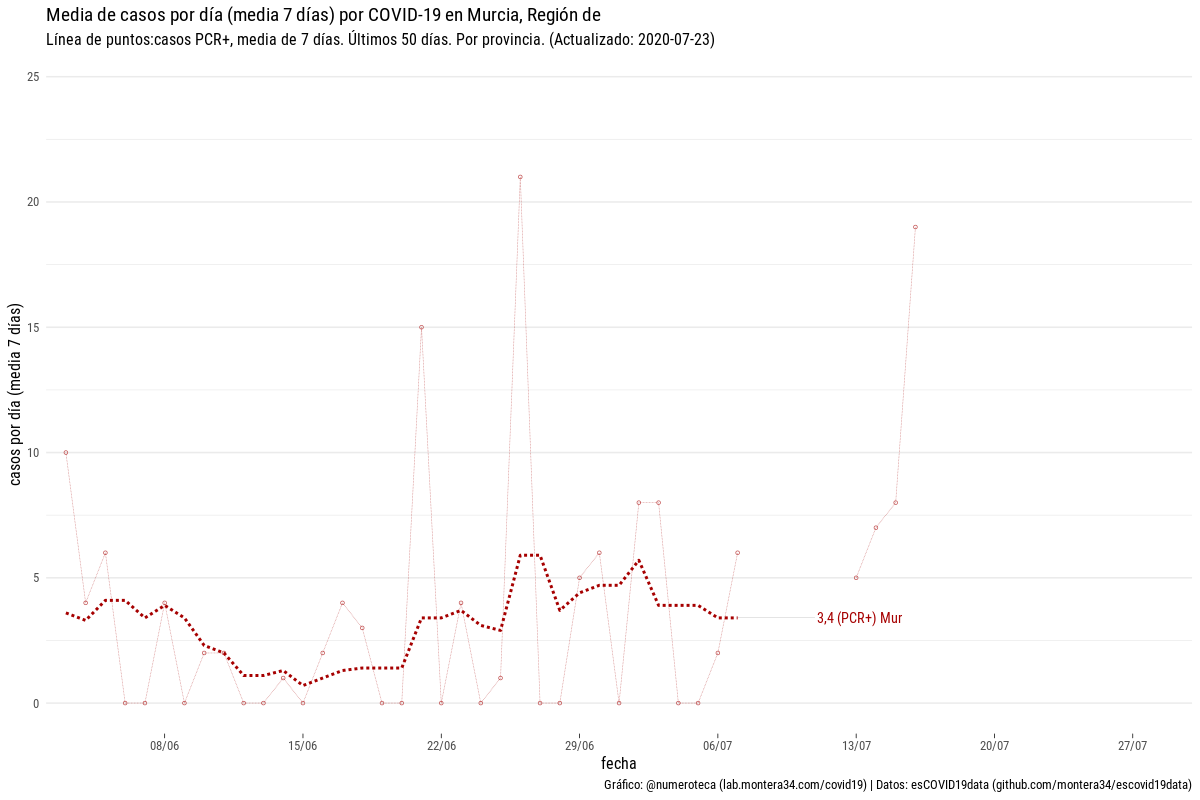 Media de casos por día (media 7 días) por COVID-19 en Murcia, Región de
Línea de puntos:casos PCR+, media de 7 días. Últimos 50 días. Por provincia. (Actualizado: 2020-07-23)
casos por día (media 7 días)
25
20
15
10
5
0
3,4 (PCR+) Mur
08/06 15/06 22/06 29/06 06/07 13/07 20/07 27/07
fecha
Gráfico: @numeroteca (lab.montera34.com/covid19) | Datos: esCOVID19data (github.com/montera34/escovid19data)